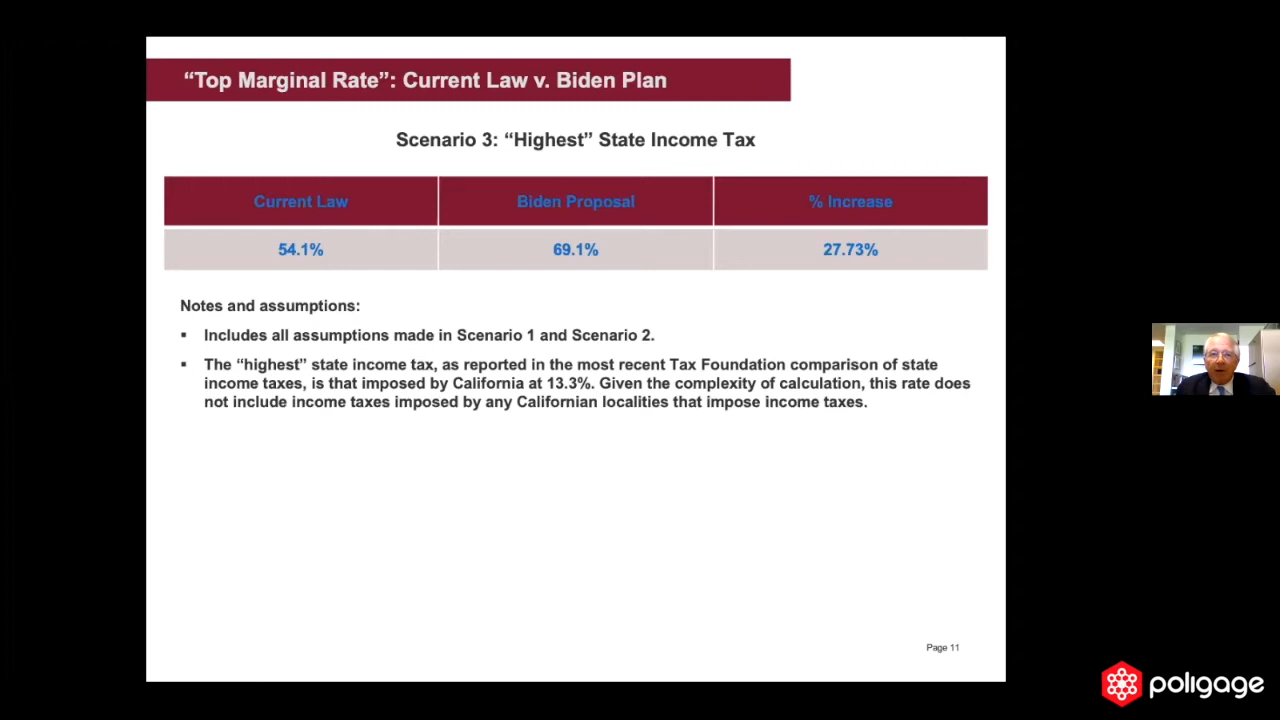 “Top Marginal Rate”: Current Law v. Biden Plan
Scenario 3: “Highest” State Income Tax
Current Law Biden Proposal % Increase
54.1% 69.1% 27.73%
Notes and assumptions:
▪ Includes all assumptions made in Scenario 1 and Scenario 2.
▪ The “highest” state income tax, as reported in the most recent Tax Foundation comparison of state
income taxes, is that imposed by California at 13.3%. Given the complexity of calculation, this rate does
not include income taxes imposed by any Californian localities that impose income taxes.
Page 11
poligage